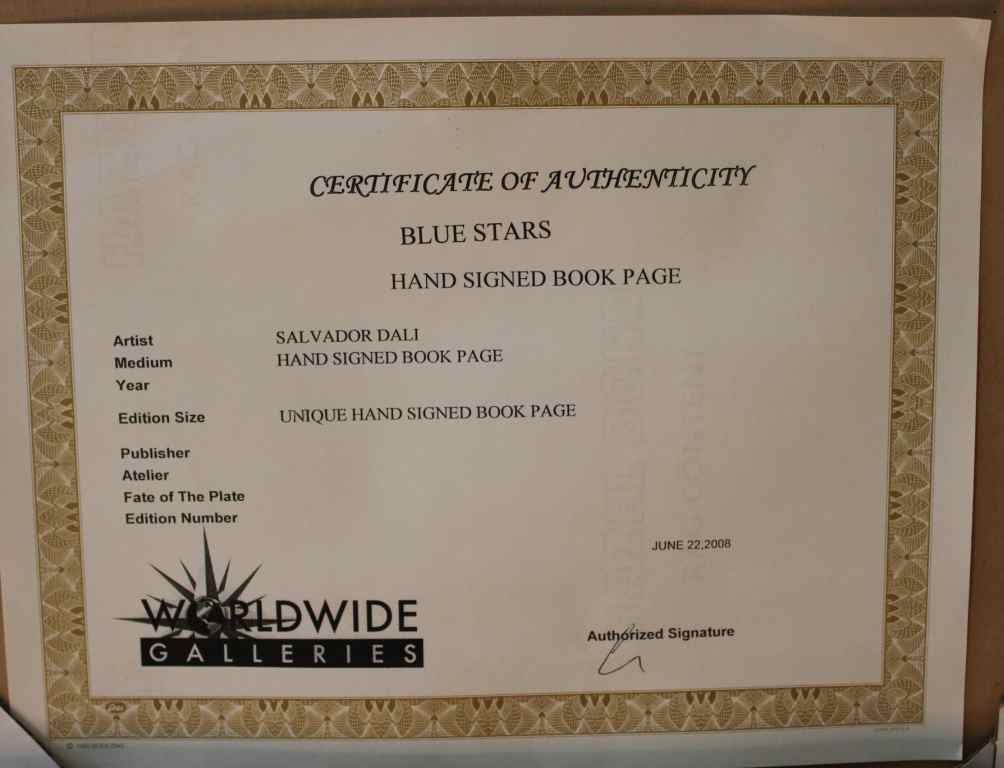 CERTIFICATE OF AUTHENTICITY
BLUE STARS
HAND SIGNED BOOK PAGE
Artist SALVADOR DALI
Medium HAND SIGNED BOOK PAGE
Year
Edition Size UNIQUE HAND SIGNED BOOK PAGE
Publisher
Atelier
Fate of The Plate
Edition Number
JUNE 22,2008
WORLDWIDE
GALLERIES
Authorized Signature